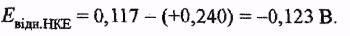 Eвідн.НКЕ = 0,117 – (+0,240) = –0,123 В.